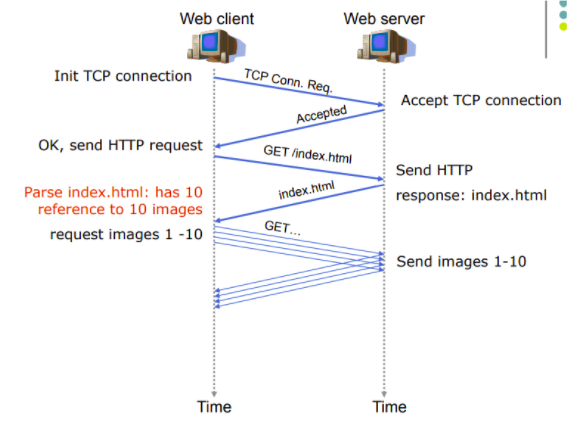 Web client
Web server
Init TCP connection
TCP Conn. Req.
Accept TCP connection
Accepted
OK, send HTTP request
GET /index.html
Send HTTP
response: index.html
index.html
Parse index.html: has 10
reference to 10 images
request images 1 -10
GET...
Send images 1-10
Time
Time